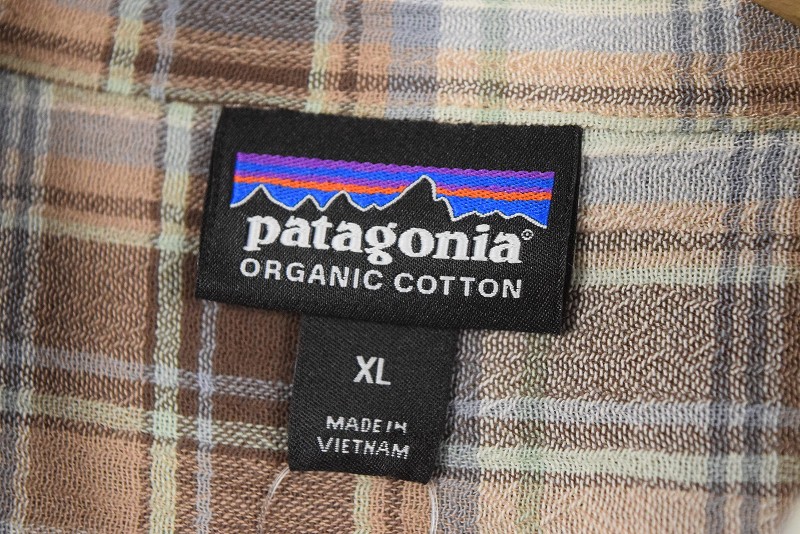 patagonia®
ORGANIC COTTON
XL
MADE IN
VIETNAM